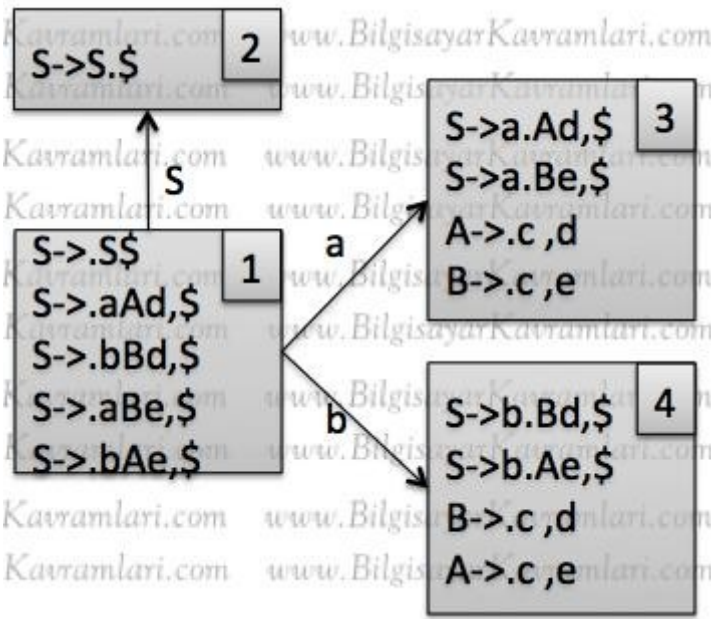 S->S.$
2
S
S->.S$
1
S->.aAd,$
S->.bBd,$
S->.aBe,$
S->.bAe,$
a
b
S->a.Ad,$
3
S->a.Be,$
A->.c ,d
B->.c ,e
S->b.Bd,$
4
S->b.Ae,$
B->.c ,d
A->.c ,e
Kavramlari.com www.BilgisayarKavramlari.com